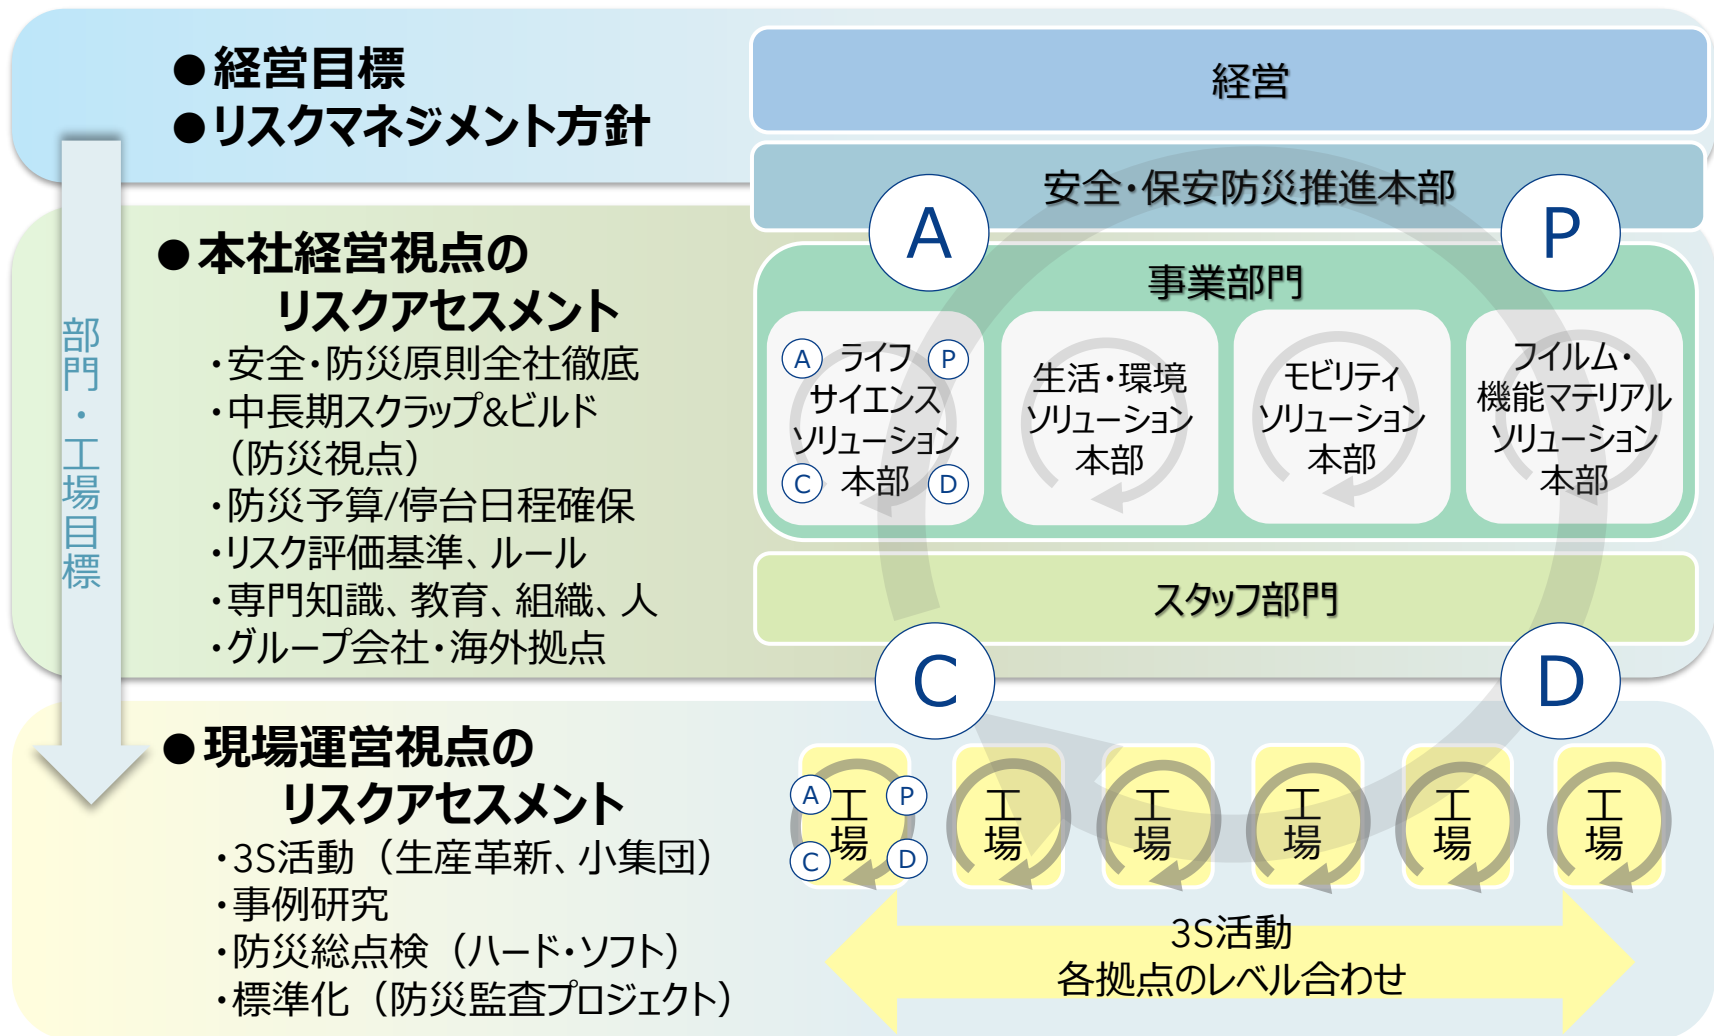 ●経営目標
●リスクマネジメント方針
部門・工場目標
●本社経営視点の
リスクアセスメント
・安全・防災原則全社徹底
・中長期スクラップ&ビルド
（防災視点）
・防災予算/停台日程確保
・リスク評価基準、ルール
・専門知識、教育、組織、人
・グループ会社・海外拠点
●現場運営視点の
リスクアセスメント
・3S活動（生産革新、小集団）
・事例研究
・防災総点検（ハード・ソフト）
・標準化（防災監査プロジェクト）
経営
安全・保安防災推進本部
A
P
事業部門
A
P
ライフ
サイエンス
ソリューション
本部
C
D
生活・環境
ソリューション
本部
モビリティ
ソリューション
本部
フイルム・
機能マテリアル
ソリューション
本部
スタッフ部門
C
D
A
P
工場
C
D
工場
工場
工場
工場
工場
3S活動
各拠点のレベル合わせ